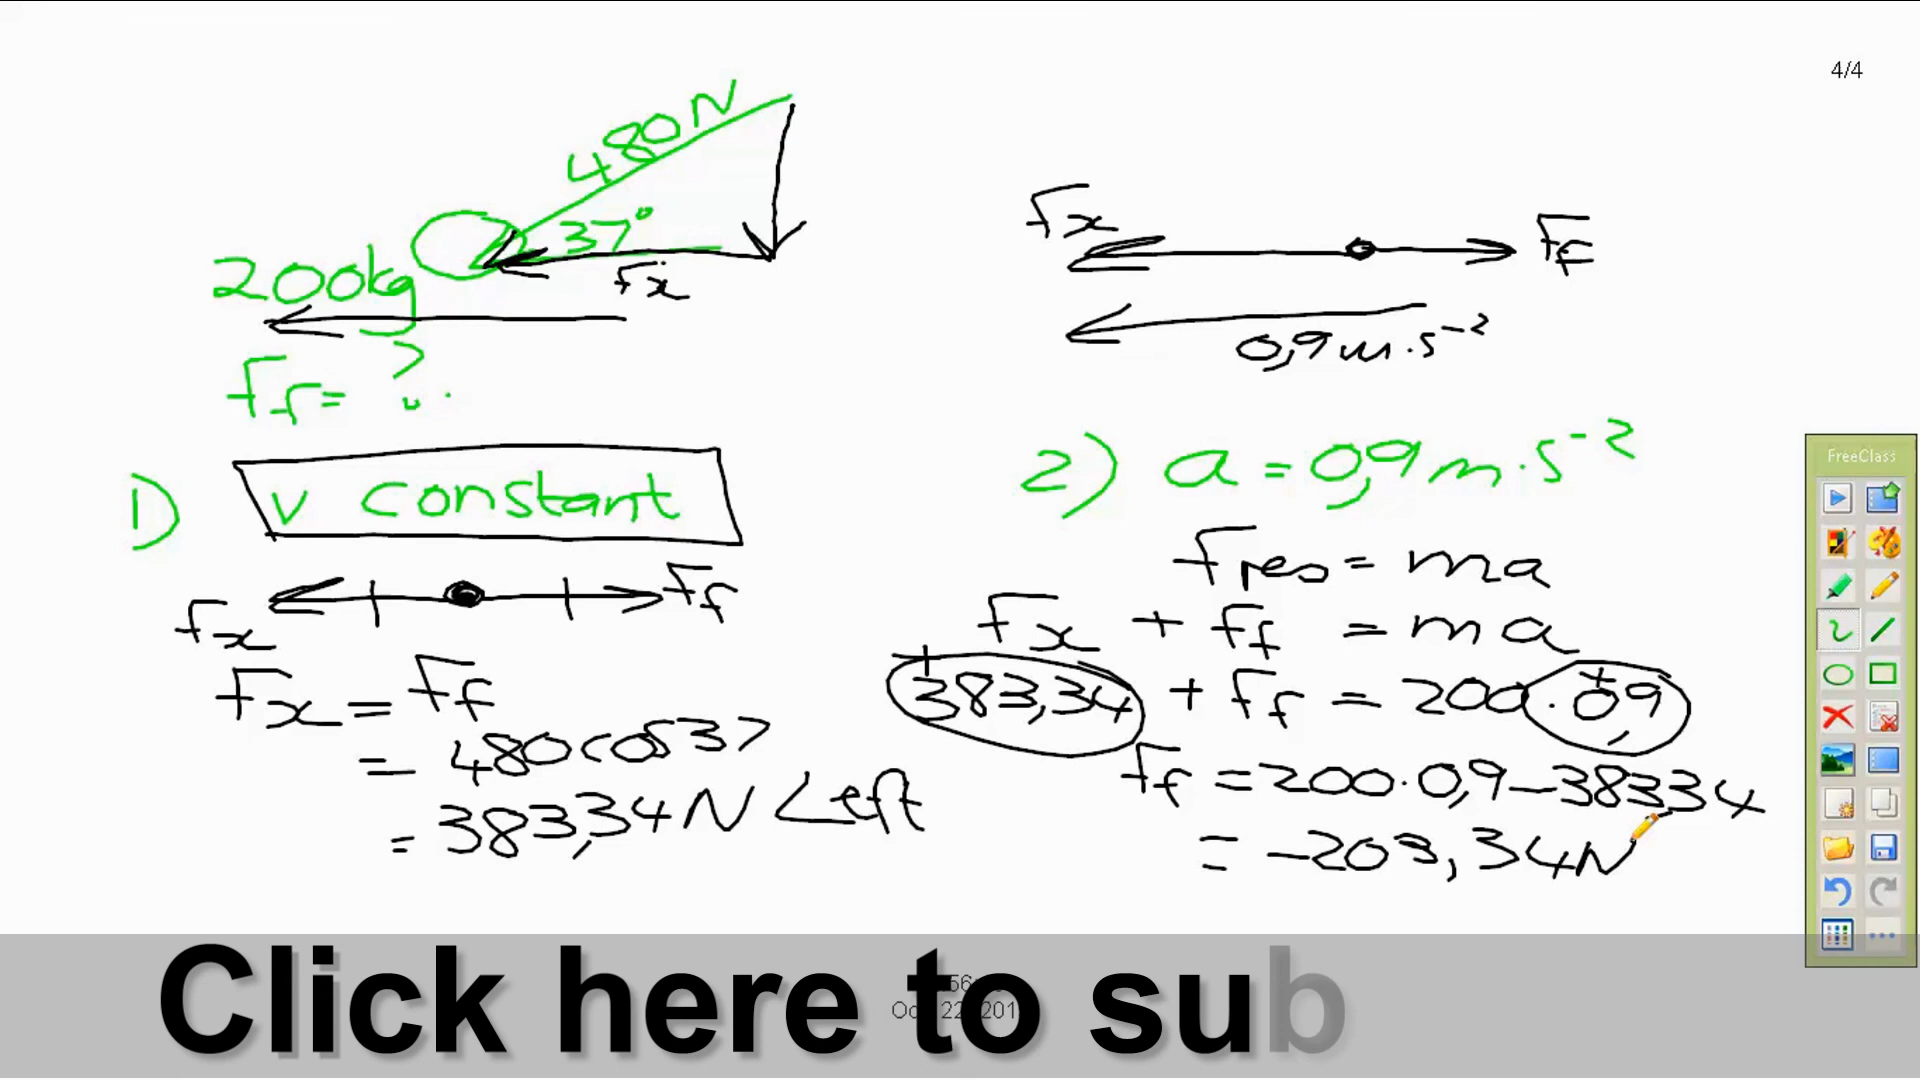 4/4
480N
37°
200kg
Fx
Ff = ?
1) v constant
Fx Ff
Fx = Ff
= 480cos37
= 383,34N Left
Fx Ff
0,9m.s⁻²
2) a = 0,9m.s⁻²
Fres = ma
Fx + Ff = ma
+383,34 + Ff = 200.+0,9
Ff = 200.0,9-383,34
= -203,34N
FreeClass
Click here to sub